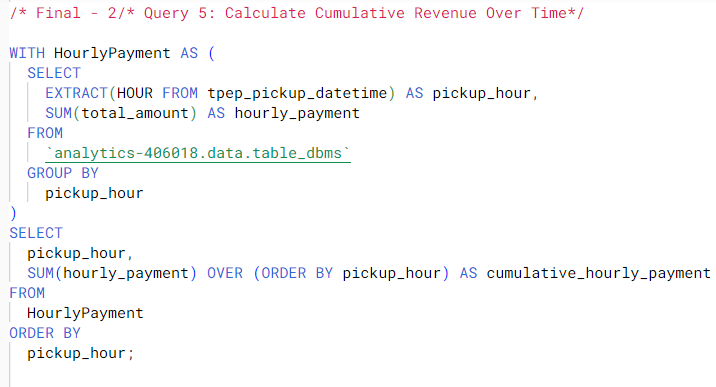 /* Final - 2/* Query 5: Calculate Cumulative Revenue Over Time*/
WITH HourlyPayment AS (
SELECT
EXTRACT(HOUR FROM tpep_pickup_datetime) AS pickup_hour,
SUM(total_amount) AS hourly_payment
FROM
`analytics-406018.data.table_dbms`
GROUP BY
pickup_hour
)
SELECT
pickup_hour,
SUM(hourly_payment) OVER (ORDER BY pickup_hour) AS cumulative_hourly_payment
FROM
HourlyPayment
ORDER BY
pickup_hour;